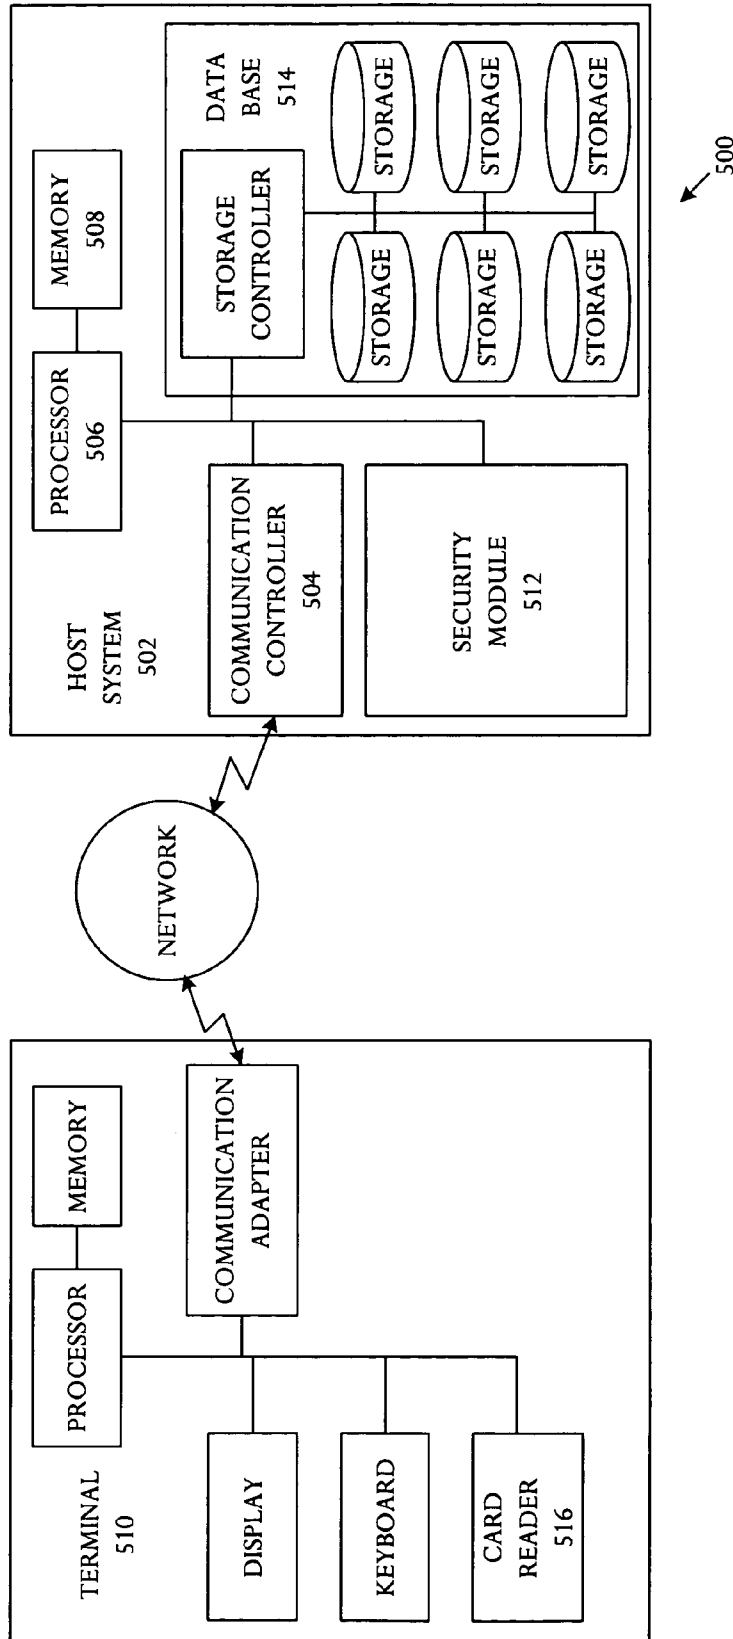 TERMINAL
510
PROCESSOR
MEMORY
DISPLAY
KEYBOARD
CARD
READER
516
COMMUNICATION
ADAPTER
NETWORK
HOST
SYSTEM
502
PROCESSOR
506
MEMORY
508
COMMUNICATION
CONTROLLER
504
SECURITY
MODULE
512
STORAGE
CONTROLLER
DATA
BASE
514
STORAGE
STORAGE
STORAGE
STORAGE
STORAGE
STORAGE
500